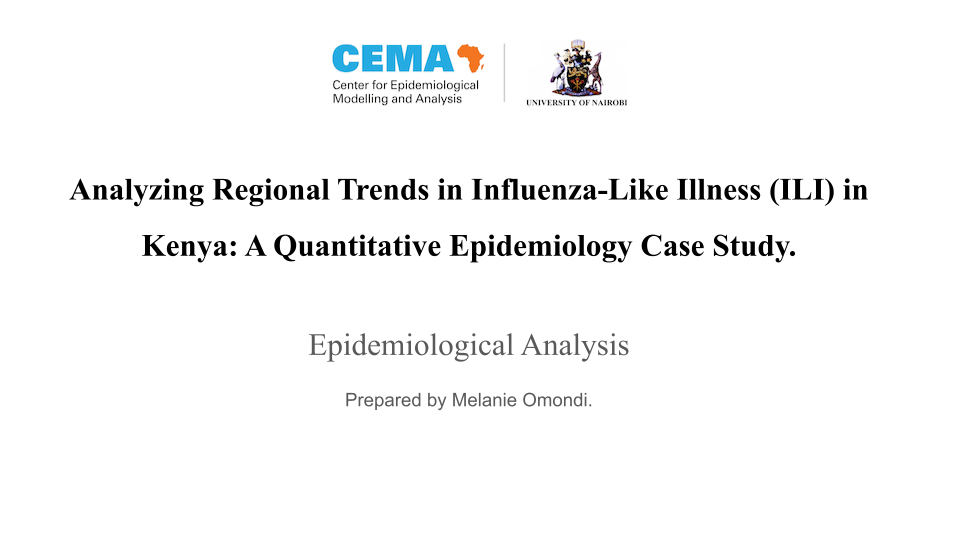 CEMA
Center for Epidemiological
Modelling and Analysis
UNIVERSITY OF NAIROBI
Analyzing Regional Trends in Influenza-Like Illness (ILI) in
Kenya: A Quantitative Epidemiology Case Study.
Epidemiological Analysis
Prepared by Melanie Omondi.